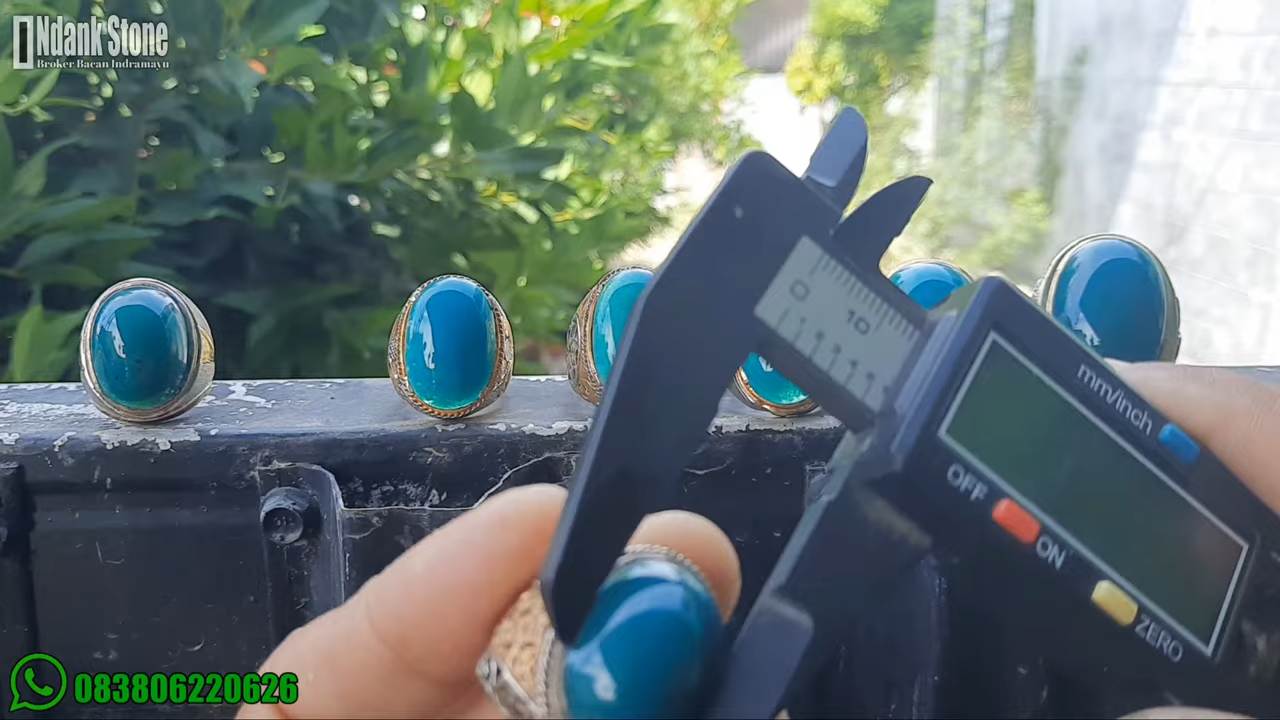 Ndank Stone
Broker Bacan Indramayu
0
10
mm/inch
OFF
ON
ZERO
083806220626